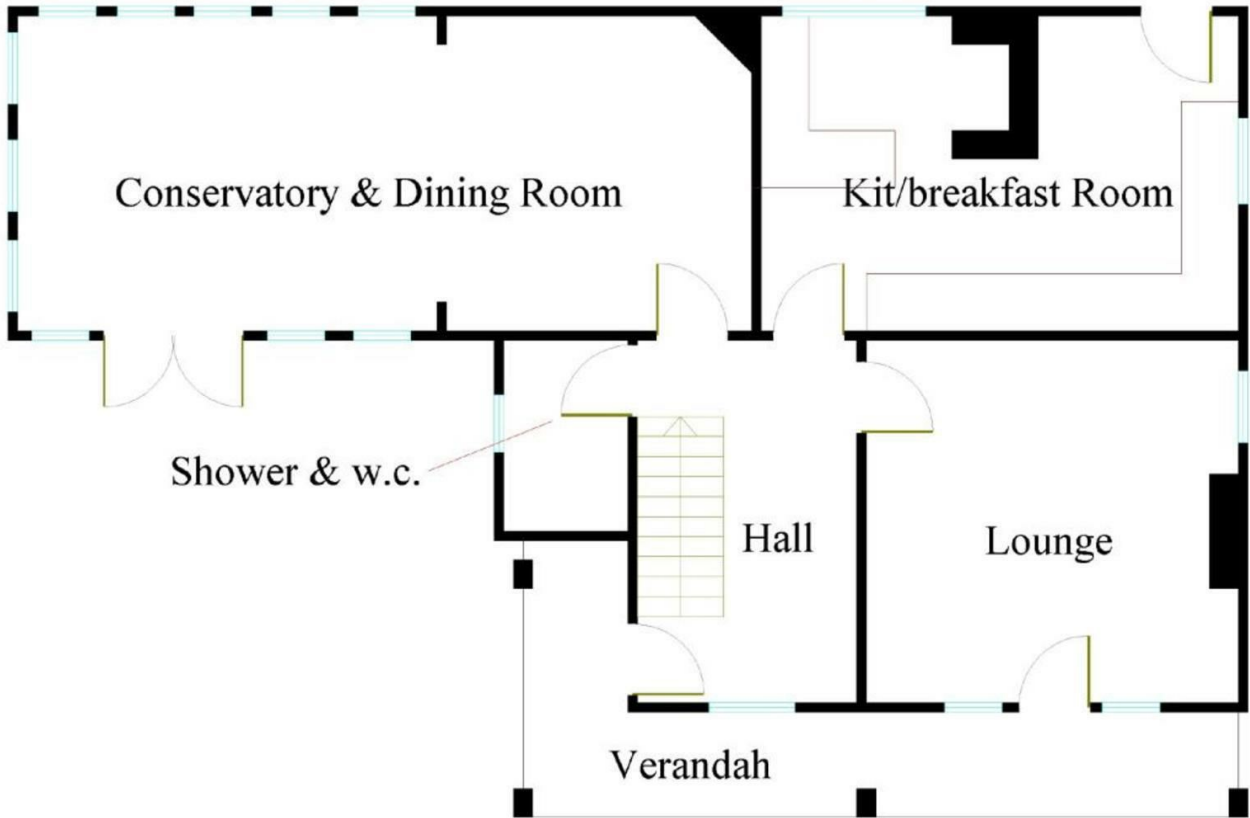 Conservatory & Dining Room
Kit/breakfast Room
Shower & w.c.
Hall
Lounge
Verandah